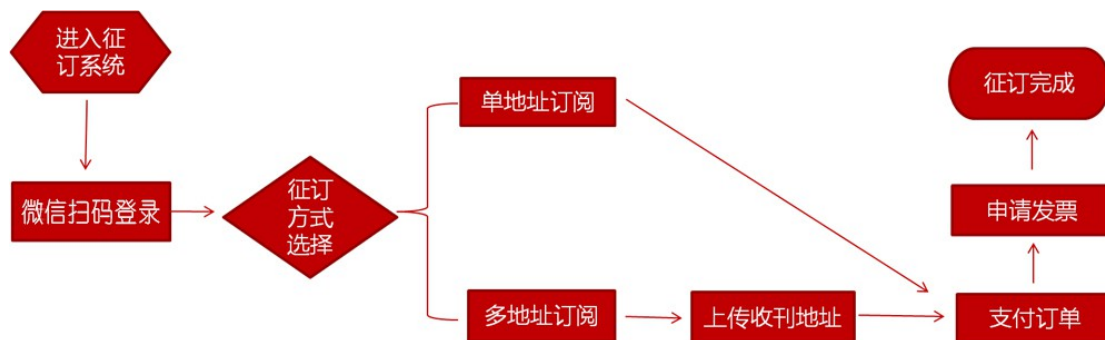 进入征
订系统
微信扫码登录
征订
方式
选择
单地址订阅
多地址订阅
上传收刊地址
支付订单
申请发票
征订完成